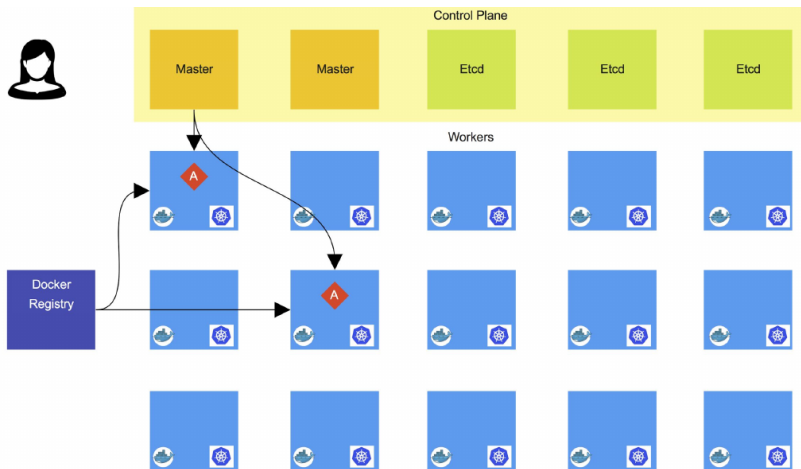 Control Plane
Master
Master
Etcd
Etcd
Etcd
Workers
A
A
Docker
Registry